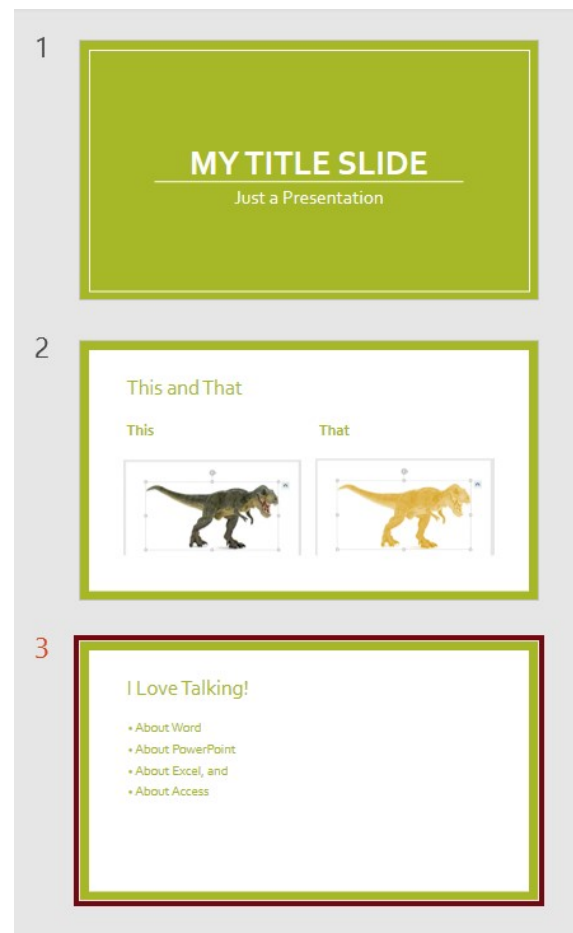 1
MY TITLE SLIDE
Just a Presentation
2
This and That
This That
3
I Love Talking!
• About Word
• About PowerPoint
• About Excel, and
• About Access